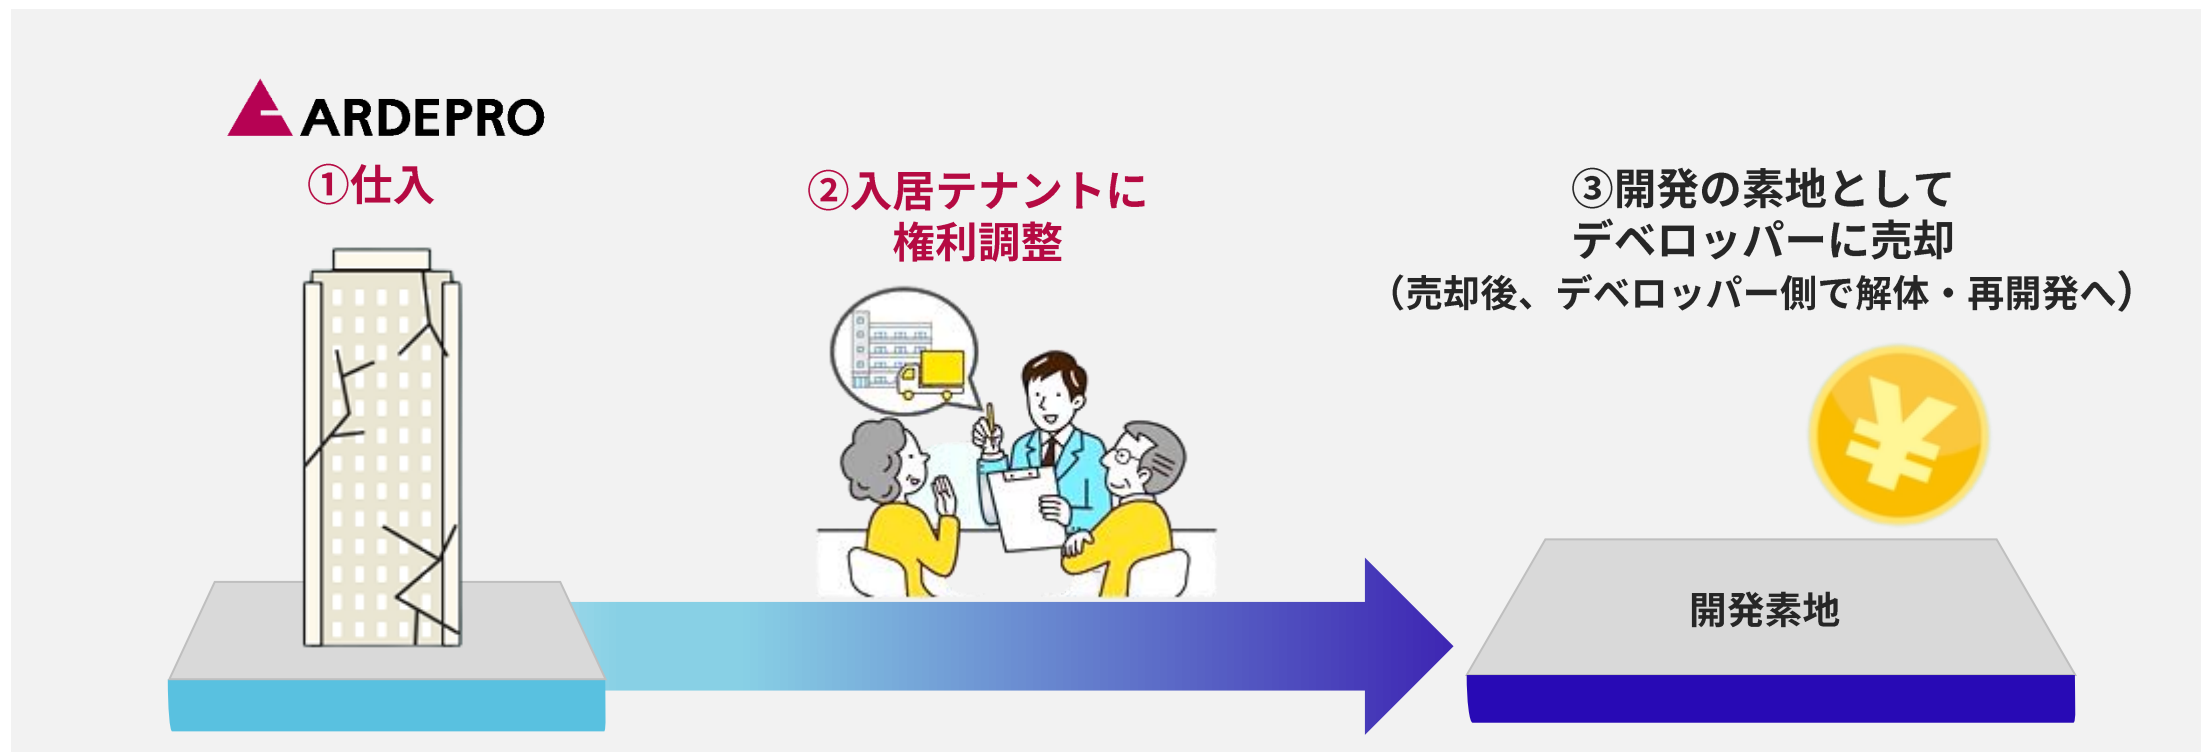 ARDEPRO
①仕入
②入居テナントに
権利調整
③開発の素地として
デベロッパーに売却
（売却後、デベロッパー側で解体・再開発へ）
¥
開発素地